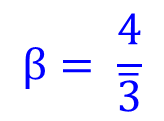 β = 4/3̅